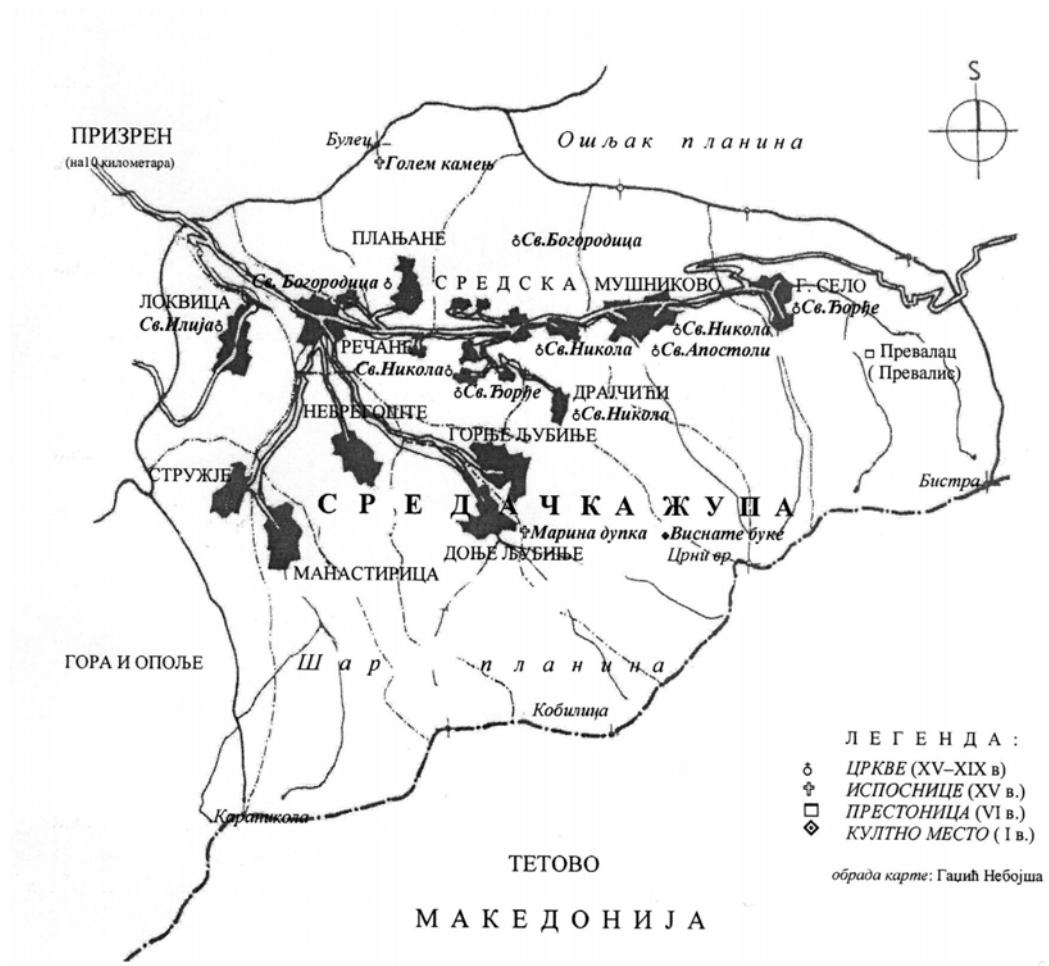 S
ПРИЗРЕН
(на10 километара)
Булец
Ошљак планина
Голем камењ
ПЛАЊАНЕ
Св.Богородица
Св. Богородица
СРЕДСКА
МУШНИКОВО
Г. СЕЛО
ЛОКВИЦА
Св.Илија
Св.Ђорђе
РЕЧАНЕ
Св.Никола
Св.Никола
Св.Апостоли
Св.Никола
Превалац
( Превалис)
Св.Ђорђе
ДРАЈЧИЋИ
НЕБРЕГОШТЕ
Св.Никола
ГОРЊЕ ЉУБИЊЕ
СТРУЖЈЕ
Бистра
СРЕДАЧКА ЖУПА
Марина дупка
Виснате буке
ДОЊЕ ЉУБИЊЕ
Црни вр.
МАНАСТИРИЦА
ГОРА И ОПОЉЕ
Шар планина
Кобилица
ЛЕГЕНДА:
ЦРКВЕ (XV–XIX в)
ИСПОСНИЦЕ (XV в.)
ПРЕСТОНИЦА (VI в.)
КУЛТНО МЕСТО ( I в.)
Каранікола
ТЕТОВО
обрада карте: Гаџић Небојша
МАКЕДОНИЈА